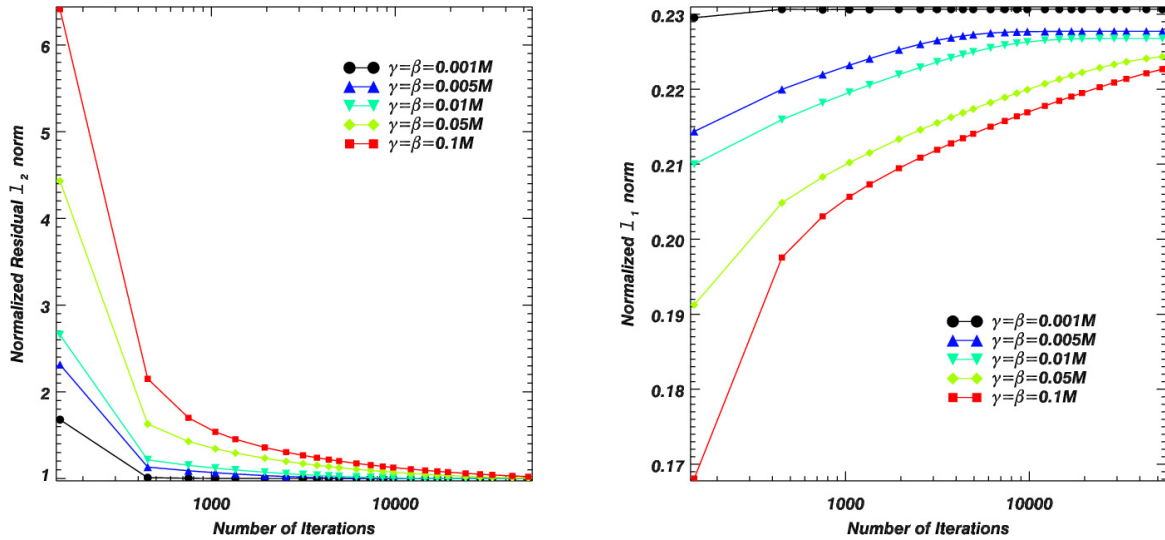 6
5
4
3
2
1
Normalized Residual l₂ norm
γ=β=0.001M
γ=β=0.005M
γ=β=0.01M
γ=β=0.05M
γ=β=0.1M
1000
10000
Number of Iterations
0.23
0.22
0.21
0.20
0.19
0.18
0.17
Normalized l₁ norm
γ=β=0.001M
γ=β=0.005M
γ=β=0.01M
γ=β=0.05M
γ=β=0.1M
1000
10000
Number of Iterations